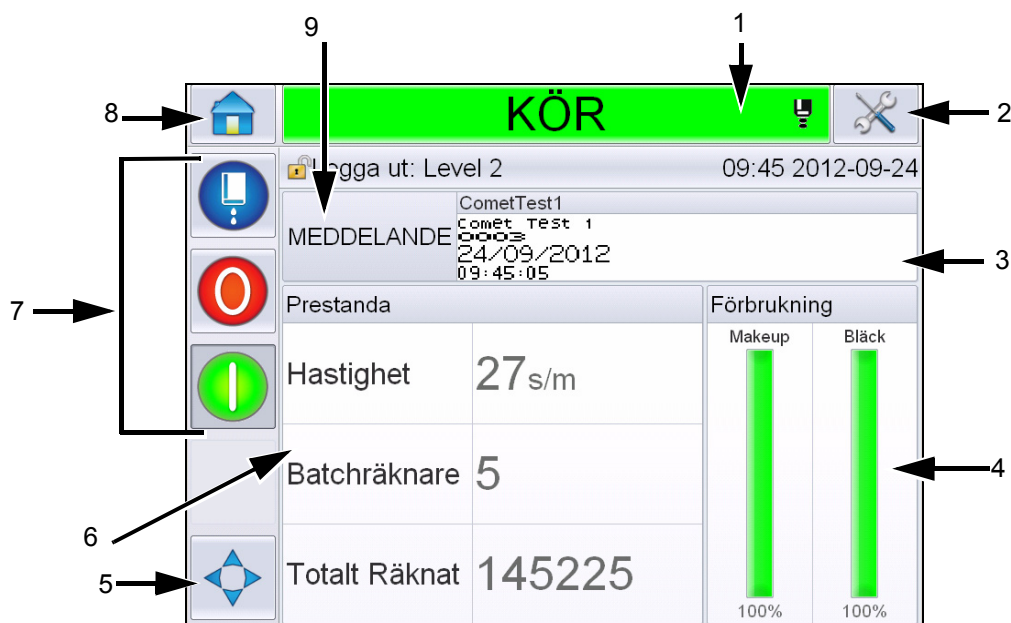 9
1
8
KÖR
2
Logga ut: Level 2
09:45 2012-09-24
MEDDELANDE
CometTest1
Comet Test 1
0003
24/09/2012
09:45:05
3
7
Prestanda
Förbrukning
Makeup
Bläck
Hastighet
27 s/m
Batchräknare
5
4
6
Totalt Räknat
145225
5
100%
100%